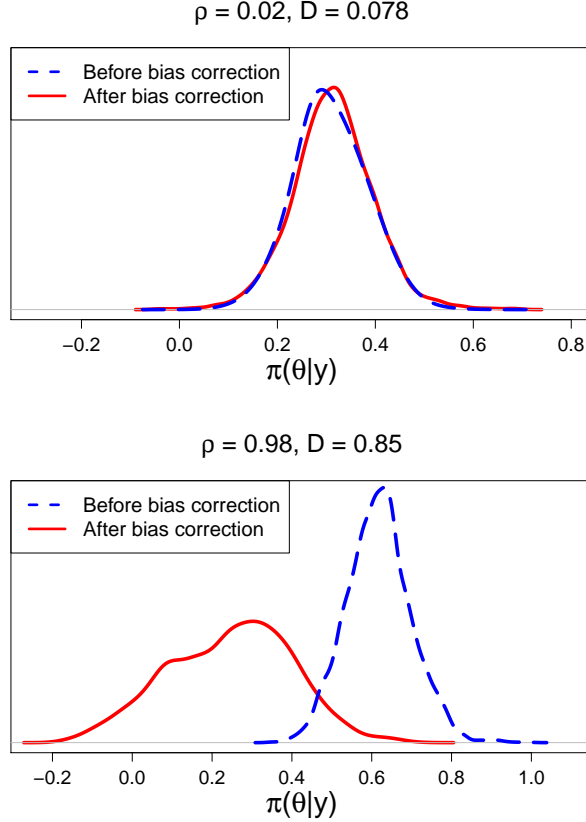 ρ = 0.02, D = 0.078
Before bias correction
After bias correction
−0.2 0.0 0.2 0.4 0.6 0.8
π(θ|y)
ρ = 0.98, D = 0.85
Before bias correction
After bias correction
−0.2 0.0 0.2 0.4 0.6 0.8 1.0
π(θ|y)